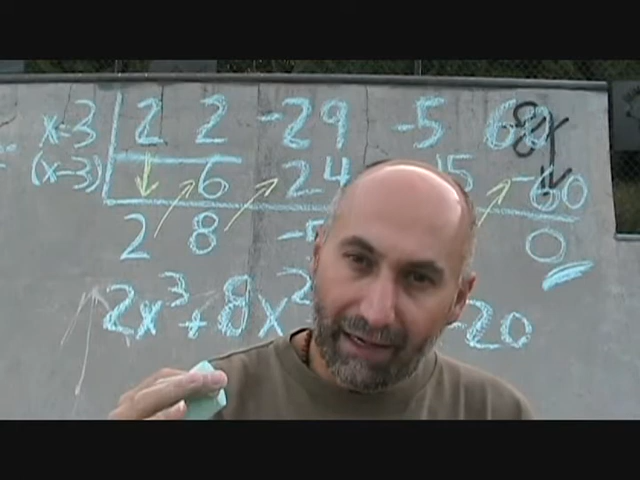 x=3 2 2 -29 -5 60
(x-3) 6 24 15 -60
2 8 -5 0
2x³+8x² -20